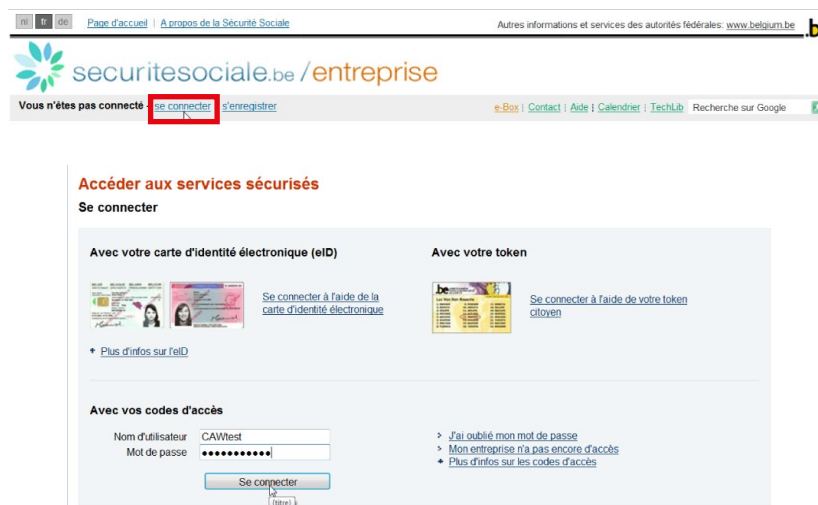 nl fr de Page d'accueil | A propos de la Sécurité Sociale Autres informations et services des autorités fédérales: www.belgium.be .b
securitesociale.be / entreprise
Vous n'êtes pas connecté - se connecter s'enregistrer e-Box | Contact | Aide | Calendrier | TechLib Recherche sur Google
Accéder aux services sécurisés
Se connecter
Avec votre carte d'identité électronique (eID) Avec votre token
Se connecter à l'aide de la
carte d'identité électronique
Se connecter à l'aide de votre token
citoyen
.be
Plus d'infos sur l'eID
Avec vos codes d'accès
Nom d'utilisateur CAWtest
Mot de passe ●●●●●●●●●●●
Se connecter
(titre)
J'ai oublié mon mot de passe
Mon entreprise n'a pas encore d'accès
Plus d'infos sur les codes d'accès